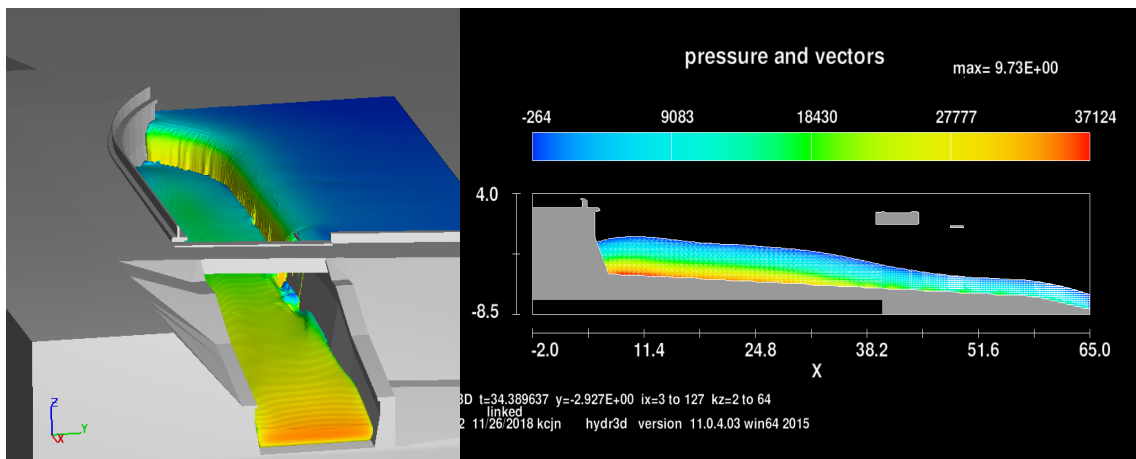 pressure and vectors
max= 9.73E+00
-264 9083 18430 27777 37124
4.0
-8.5
-2.0 11.4 24.8 38.2 51.6 65.0
X
3D t=34.389637 y=-2.927E+00 ix=3 to 127 kz=2 to 64
linked
2 11/26/2018 kcjn hydr3d version 11.0.4.03 win64 2015
Z
Y
X